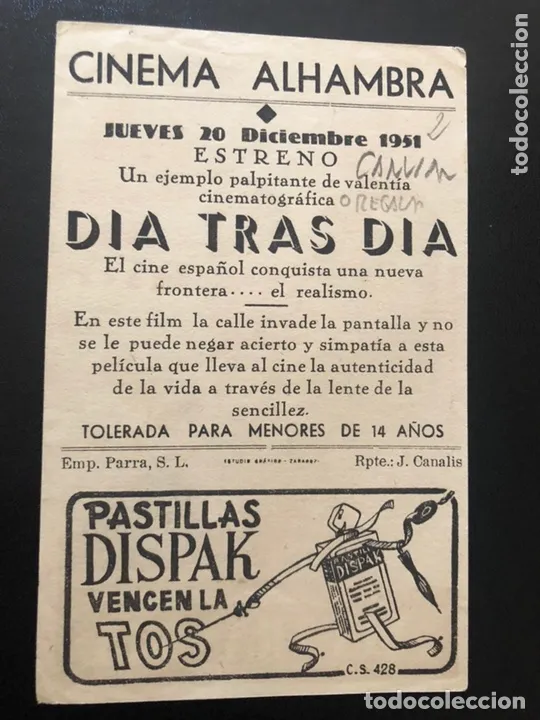 CINEMA ALHAMBRA
JUEVES 20 Diciembre 1951
2
ESTRENO
Un ejemplo palpitante de valentía
cinematográfica
DIA TRAS DIA
El cine español conquista una nueva
frontera.... el realismo.
En este film la calle invade la pantalla y no
se le puede negar acierto y simpatía a esta
película que lleva al cine la autenticidad
de la vida a través de la lente de la
sencillez.
TOLERADA PARA MENORES DE 14 AÑOS
Emp. Parra, S. L.
Rpte.: J. Canalis
PASTILLAS
DISPAK
VENCEN LA
TOS
DISPAK
C.S. 428
todocoleccion
todocoleccion
todocoleccion
todocoleccion
todocoleccion